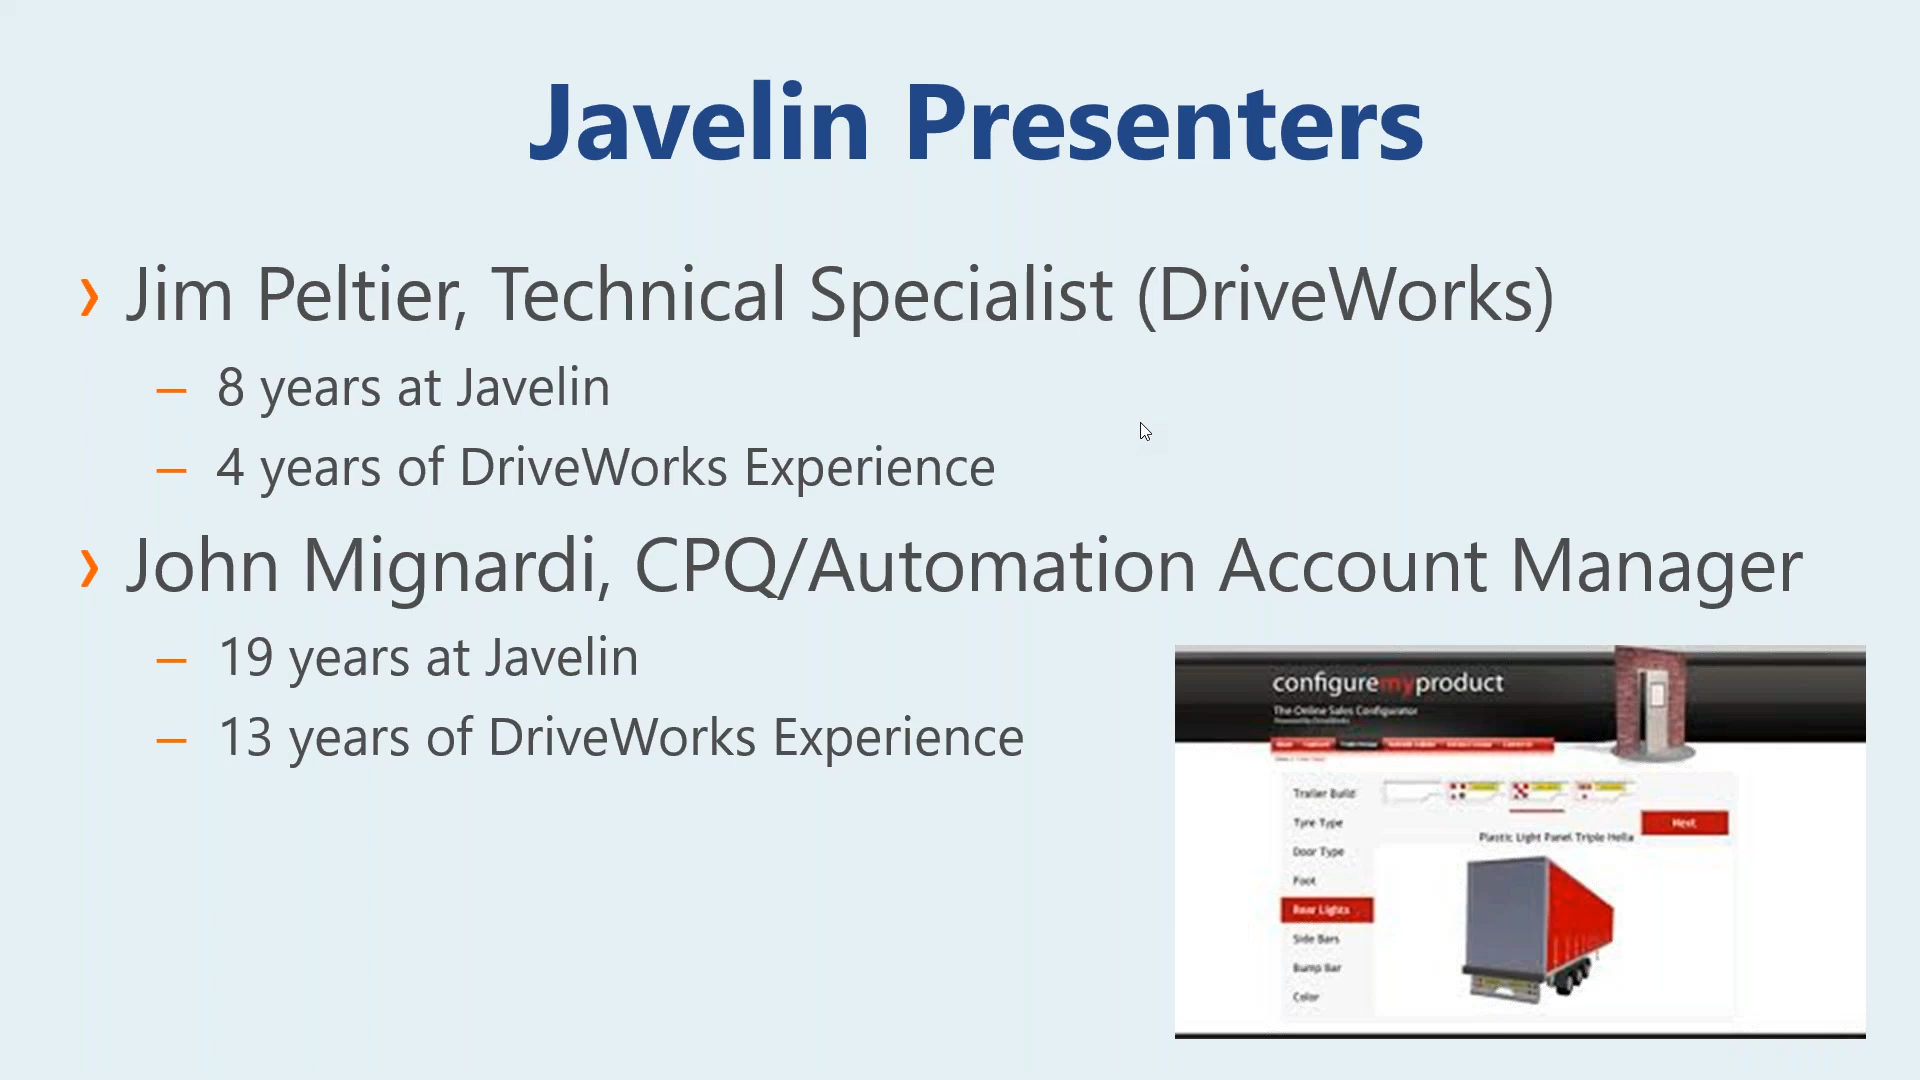 Javelin Presenters
› Jim Peltier, Technical Specialist (DriveWorks)
– 8 years at Javelin
– 4 years of DriveWorks Experience
› John Mignardi, CPQ/Automation Account Manager
– 19 years at Javelin
– 13 years of DriveWorks Experience
configuremyproduct
The Online Sales Configurator
Trailer Build
Tyre Type
Next
Plastic Light Panel Triple Hella
Door Type
Foot
Rear Lights
Side Bars
Bump Bar
Color